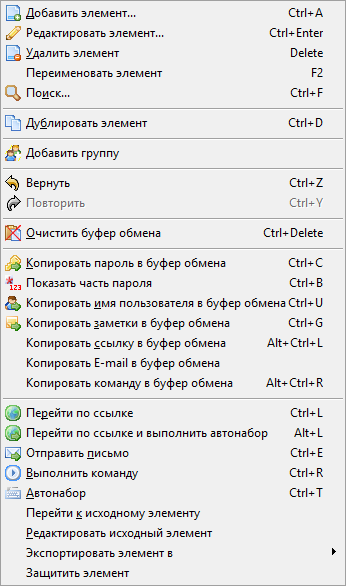 Добавить элемент... Ctrl+A
Редактировать элемент... Ctrl+Enter
Удалить элемент Delete
Переименовать элемент F2
Поиск... Ctrl+F
Дублировать элемент Ctrl+D
Добавить группу
Вернуть Ctrl+Z
Повторить Ctrl+Y
Очистить буфер обмена Ctrl+Delete
Копировать пароль в буфер обмена Ctrl+C
123 Показать часть пароля Ctrl+B
Копировать имя пользователя в буфер обмена Ctrl+U
Копировать заметки в буфер обмена Ctrl+G
Копировать ссылку в буфер обмена Alt+Ctrl+L
Копировать E-mail в буфер обмена
Копировать команду в буфер обмена Alt+Ctrl+R
Перейти по ссылке Ctrl+L
Перейти по ссылке и выполнить автонабор Alt+L
Отправить письмо Ctrl+E
Выполнить команду Ctrl+R
Автонабор Ctrl+T
Перейти к исходному элементу
Редактировать исходный элемент
Экспортировать элемент в
Защитить элемент